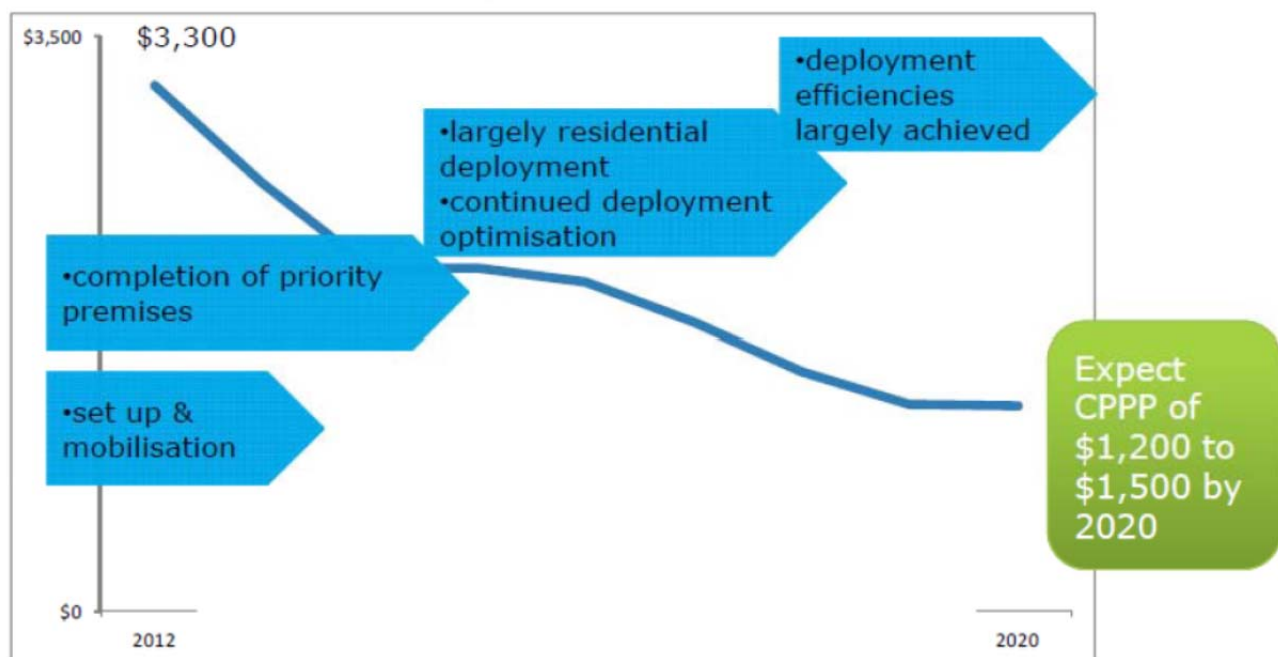 $3,500
$3,300
•deployment
efficiencies
largely achieved
•largely residential
deployment
•continued deployment
optimisation
•completion of priority
premises
•set up &
mobilisation
Expect
CPPP of
$1,200 to
$1,500 by
2020
$0
2012
2020